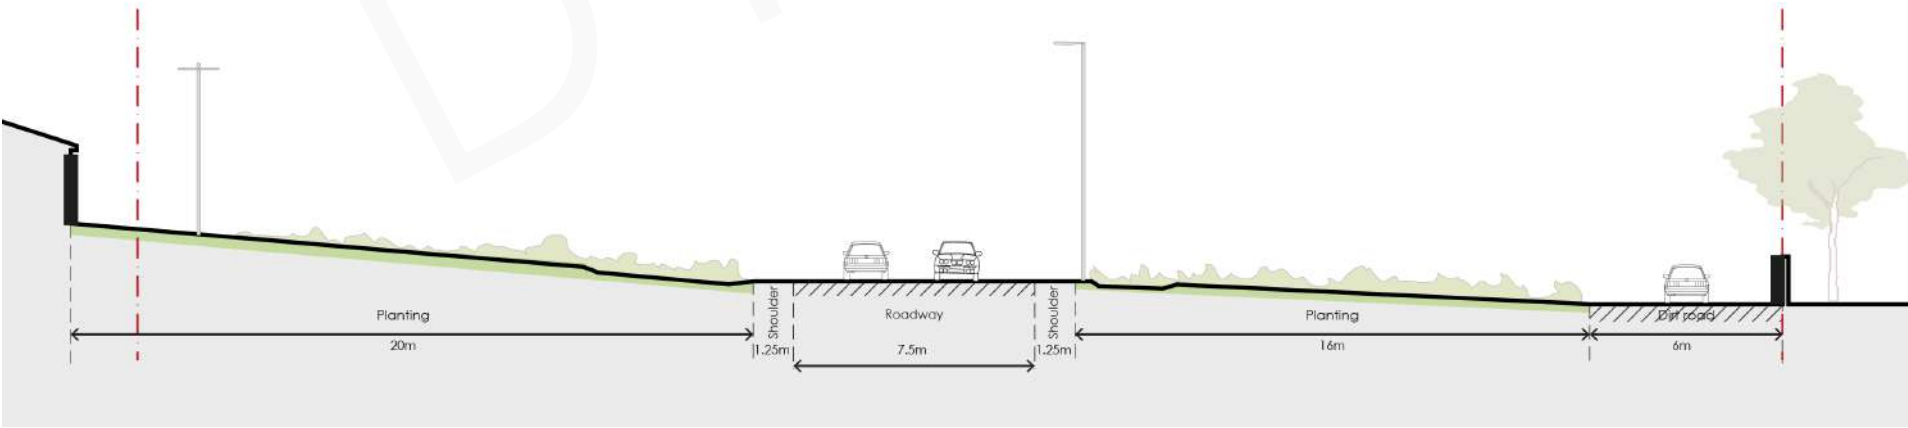 Planting
20m
Shoulder
1.25m
Roadway
7.5m
Shoulder
1.25m
Planting
16m
Dirt road
6m